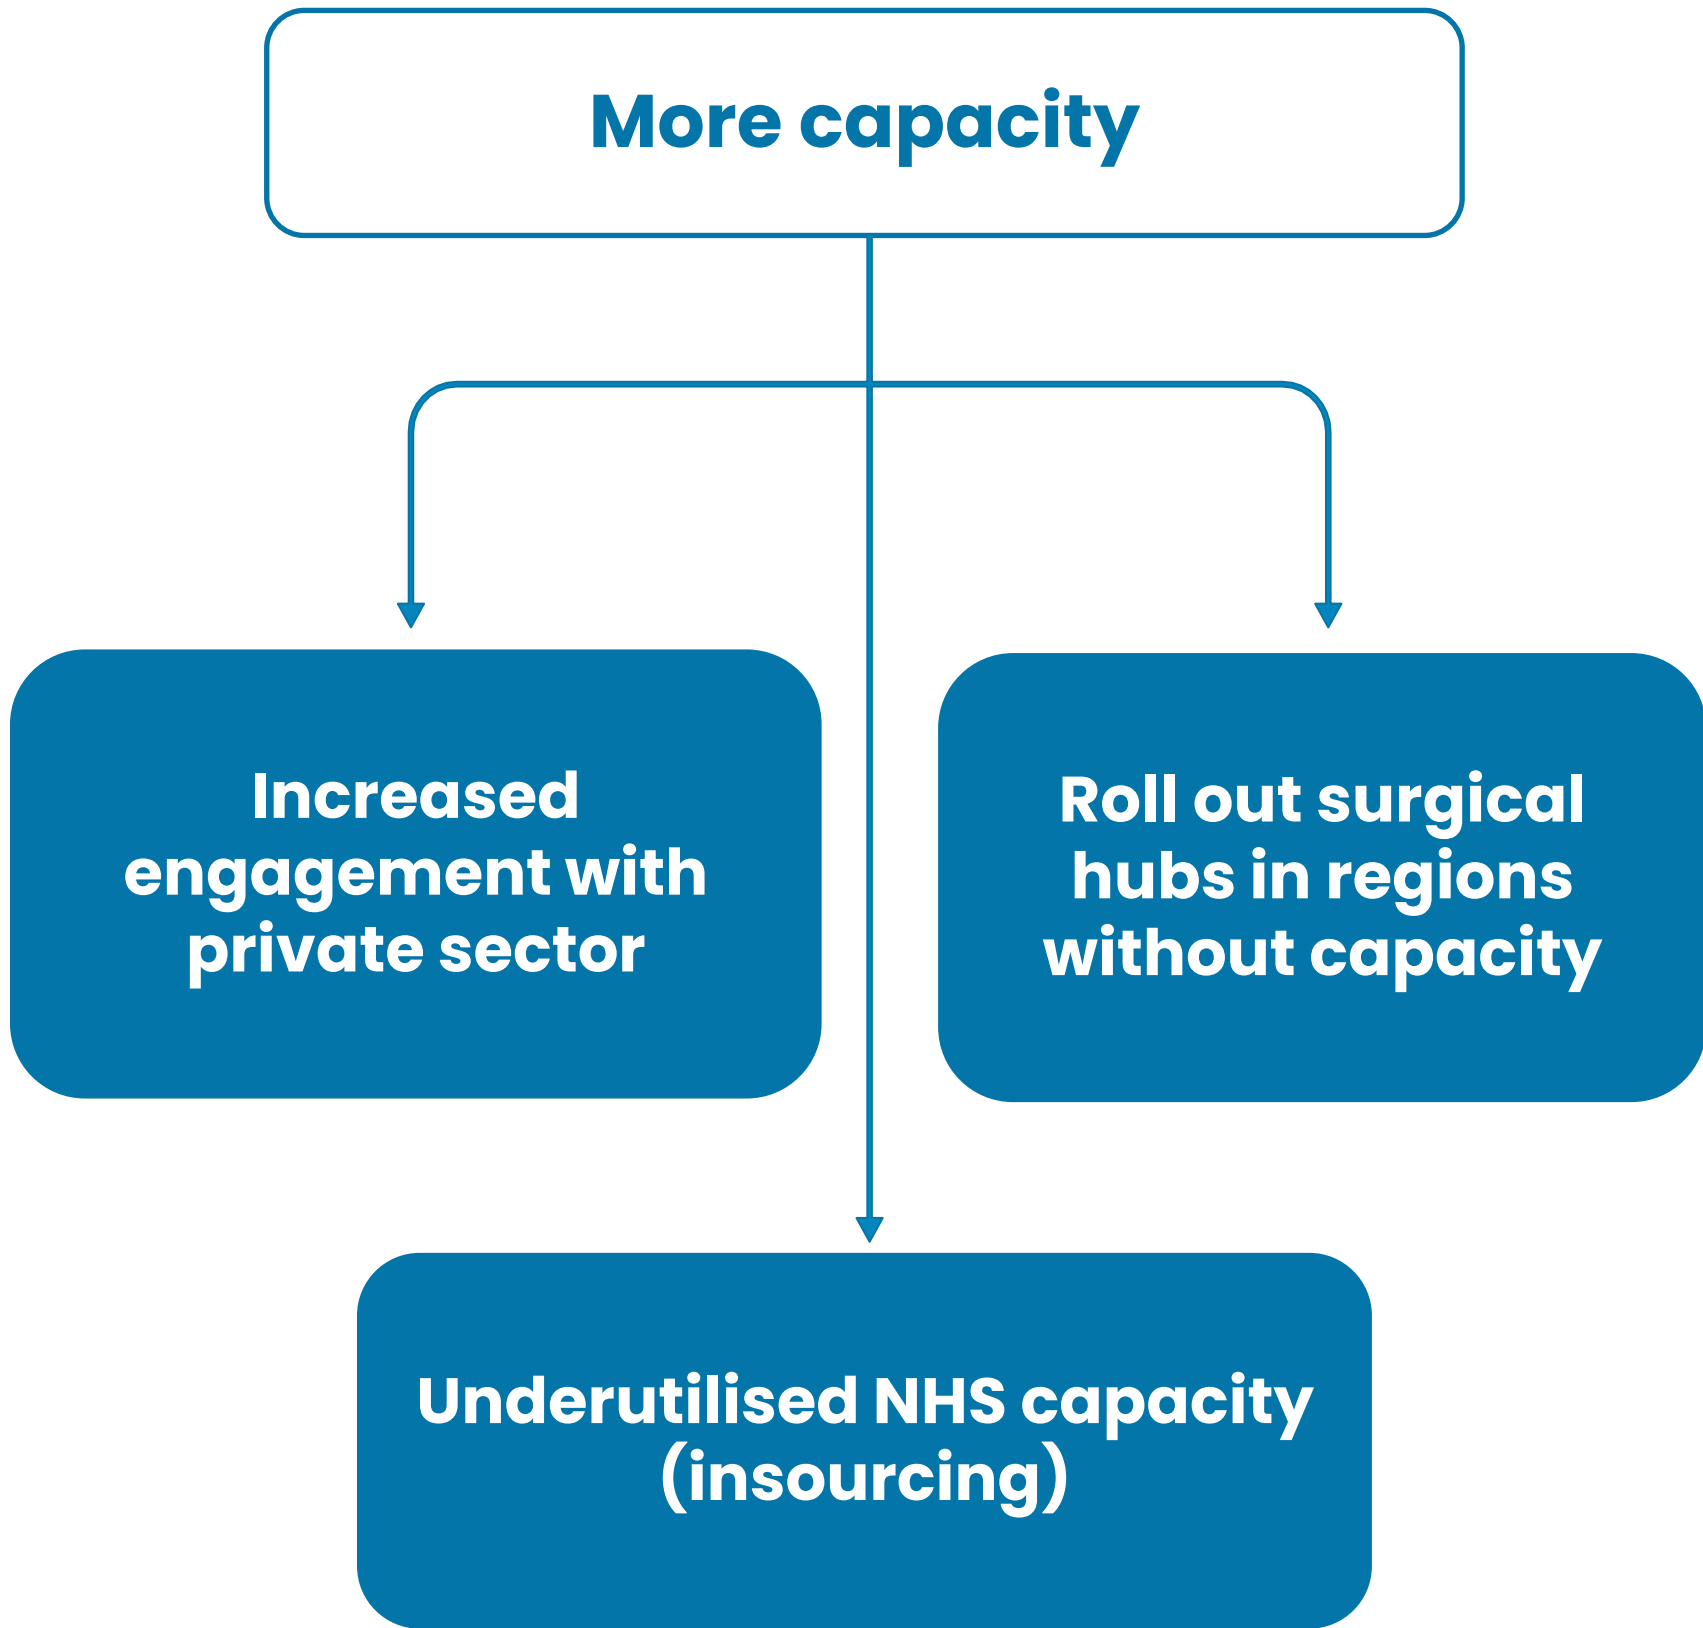 More capacity
Increased
engagement with
private sector
Roll out surgical
hubs in regions
without capacity
Underutilised NHS capacity
(insourcing)